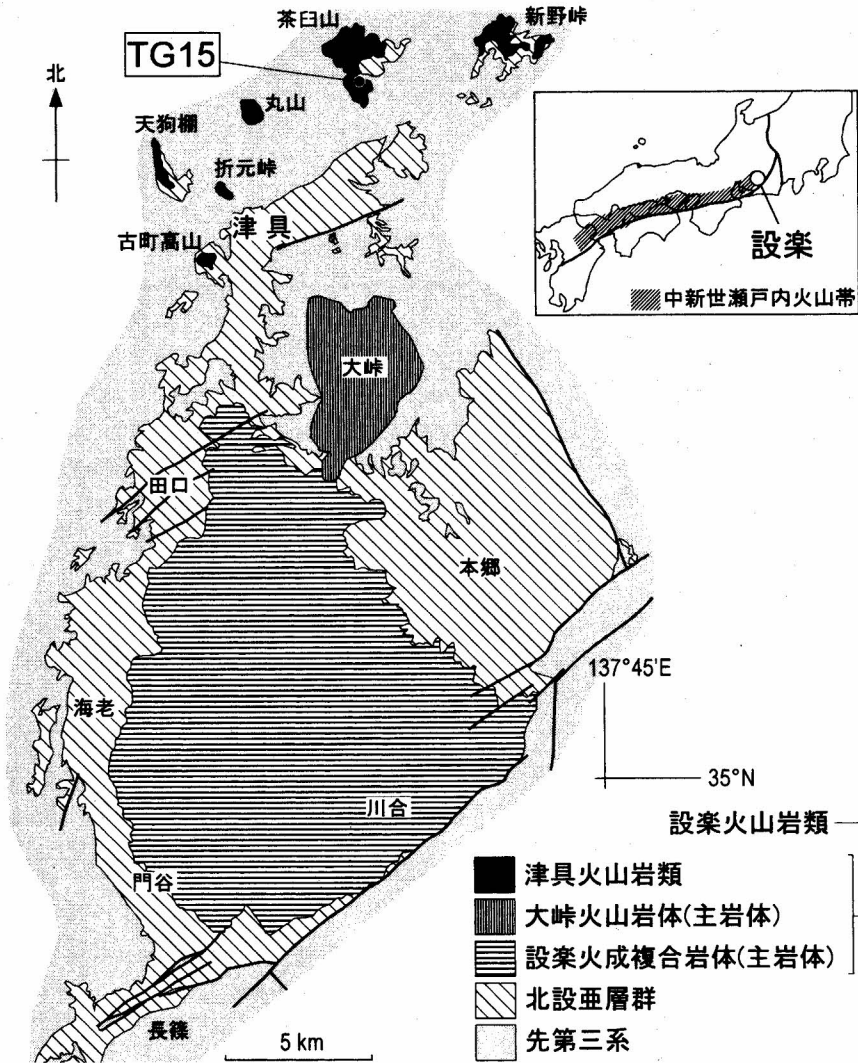 茶臼山
新野峠
TG15
北
丸山
天狗棚
折元峠
津具
古町高山
設楽
中新世瀬戸内火山帯
大峠
田口
本郷
137°45'E
海老
35°N
川合
設楽火山岩類
門谷
津具火山岩類
大峠火山岩体(主岩体)
設楽火成複合岩体(主岩体)
北設亜層群
長篠
5 km
先第三系